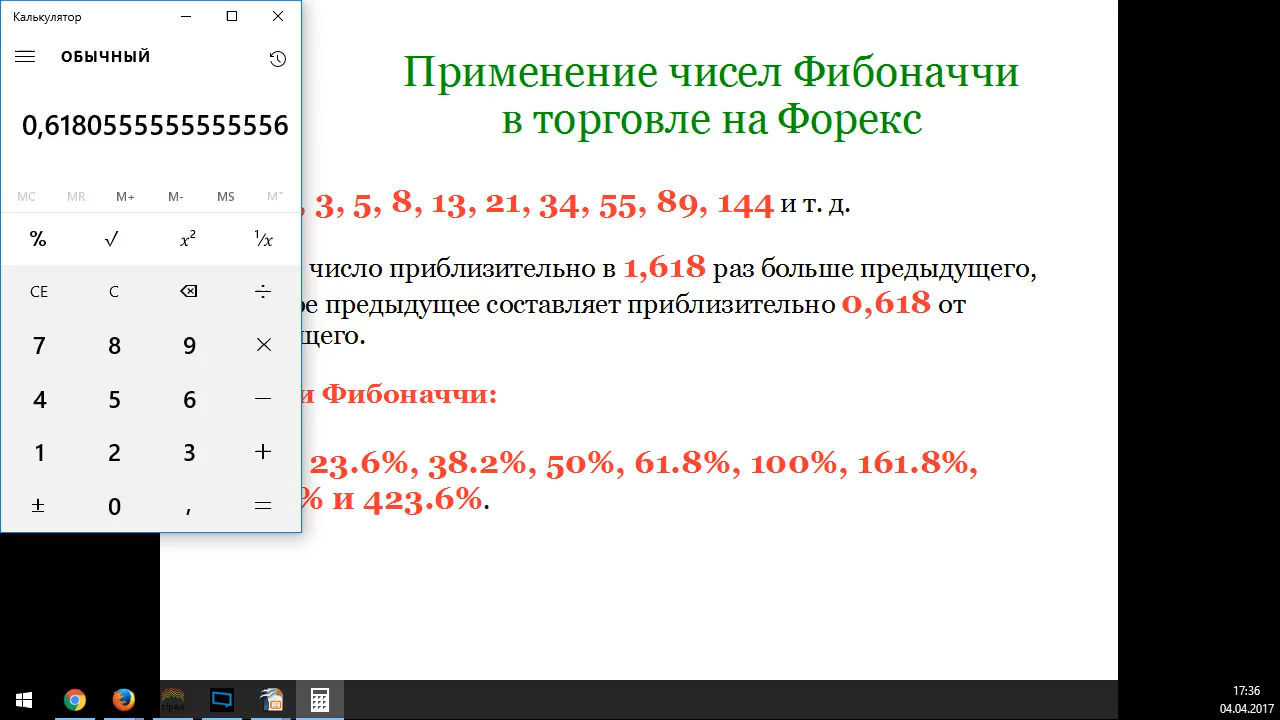 Калькулятор
ОБЫЧНЫЙ
0,6180555555555556
MC MR M+ M- MS M˅
% √ x² ¹/x
CE C ÷
7 8 9 ×
4 5 6 −
1 2 3 +
± 0 , =
Применение чисел Фибоначчи
в торговле на Форекс
, 3, 5, 8, 13, 21, 34, 55, 89, 144 и т. д.
число приблизительно в 1,618 раз больше предыдущего,
предыдущее составляет приблизительно 0,618 от
щего.
и Фибоначчи:
23.6%, 38.2%, 50%, 61.8%, 100%, 161.8%,
% и 423.6%.
17:36
04.04.2017